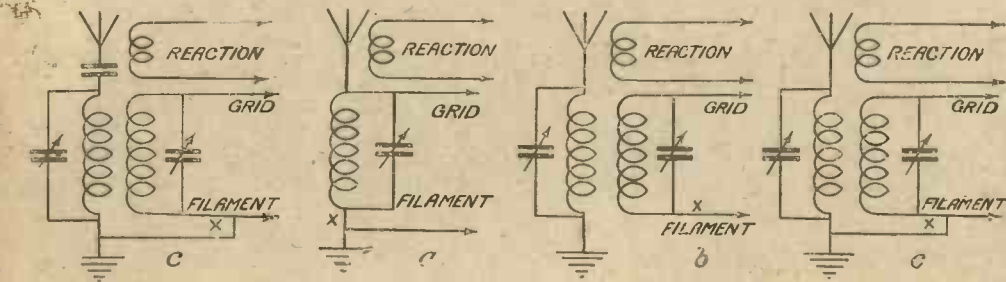 REACTION
GRID
FILAMENT
X
C
REACTION
GRID
FILAMENT
X
REACTION
GRID
X
FILAMENT
b
REACTION
GRID
FILAMENT
X
C